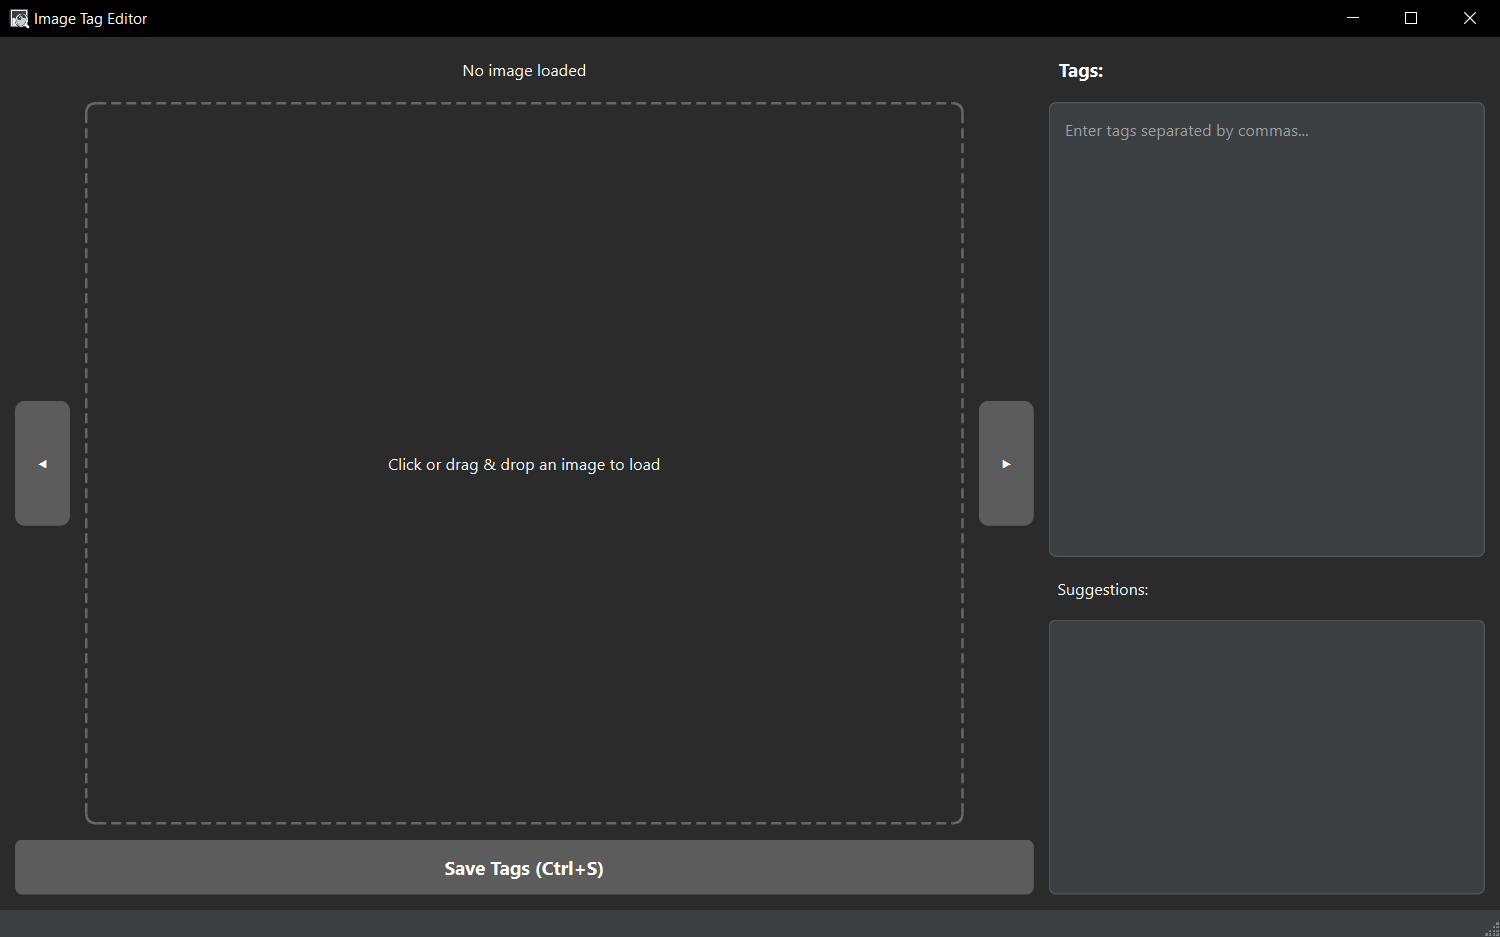 Image Tag Editor
No image loaded
Tags:
Enter tags separated by commas...
Click or drag & drop an image to load
Suggestions:
Save Tags (Ctrl+S)